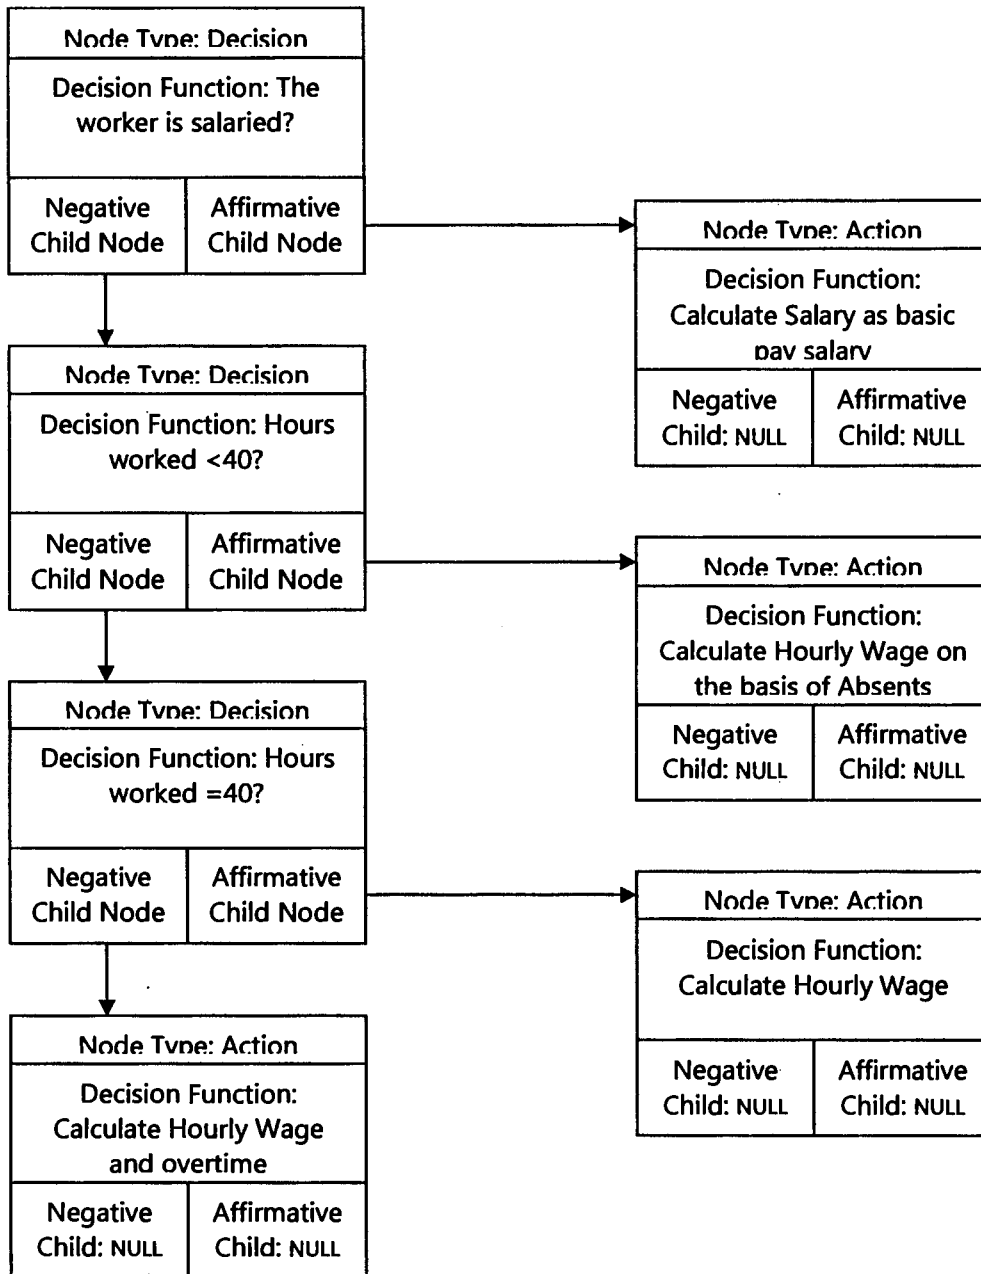 Node Type: Decision
Decision Function: The
worker is salaried?
Negative
Child Node
Affirmative
Child Node
Node Type: Action
Decision Function:
Calculate Salary as basic
pay salary
Negative
Child: NULL
Affirmative
Child: NULL
Node Type: Decision
Decision Function: Hours
worked <40?
Negative
Child Node
Affirmative
Child Node
Node Type: Action
Decision Function:
Calculate Hourly Wage on
the basis of Absents
Negative
Child: NULL
Affirmative
Child: NULL
Node Type: Decision
Decision Function: Hours
worked =40?
Negative
Child Node
Affirmative
Child Node
Node Type: Action
Decision Function:
Calculate Hourly Wage
Negative
Child: NULL
Affirmative
Child: NULL
Node Type: Action
Decision Function:
Calculate Hourly Wage
and overtime
Negative
Child: NULL
Affirmative
Child: NULL